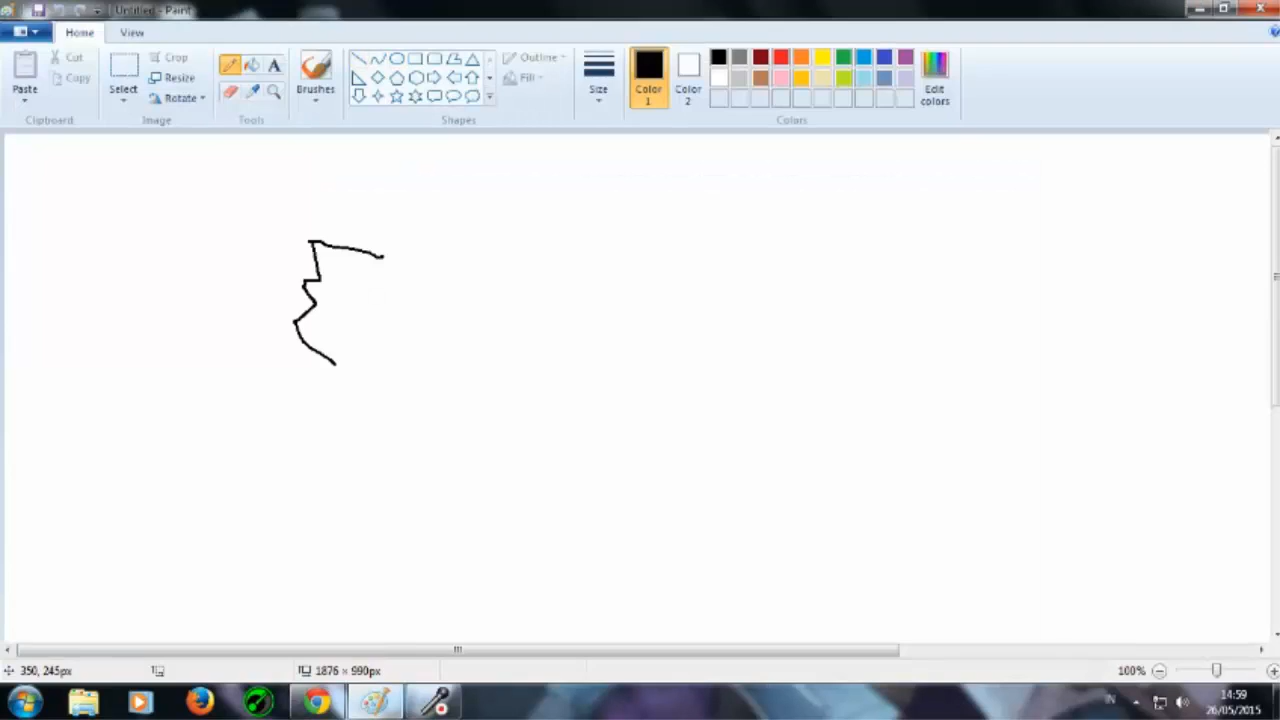 Untitled - Paint
Home
View
Paste
Cut
Copy
Clipboard
Select
Crop
Resize
Rotate
Image
A
Tools
Brushes
Outline
Fill
Shapes
Size
Color 1
Color 2
Edit colors
Colors
350, 245px
1876 × 990px
100%
IN
14:59
26/05/2015